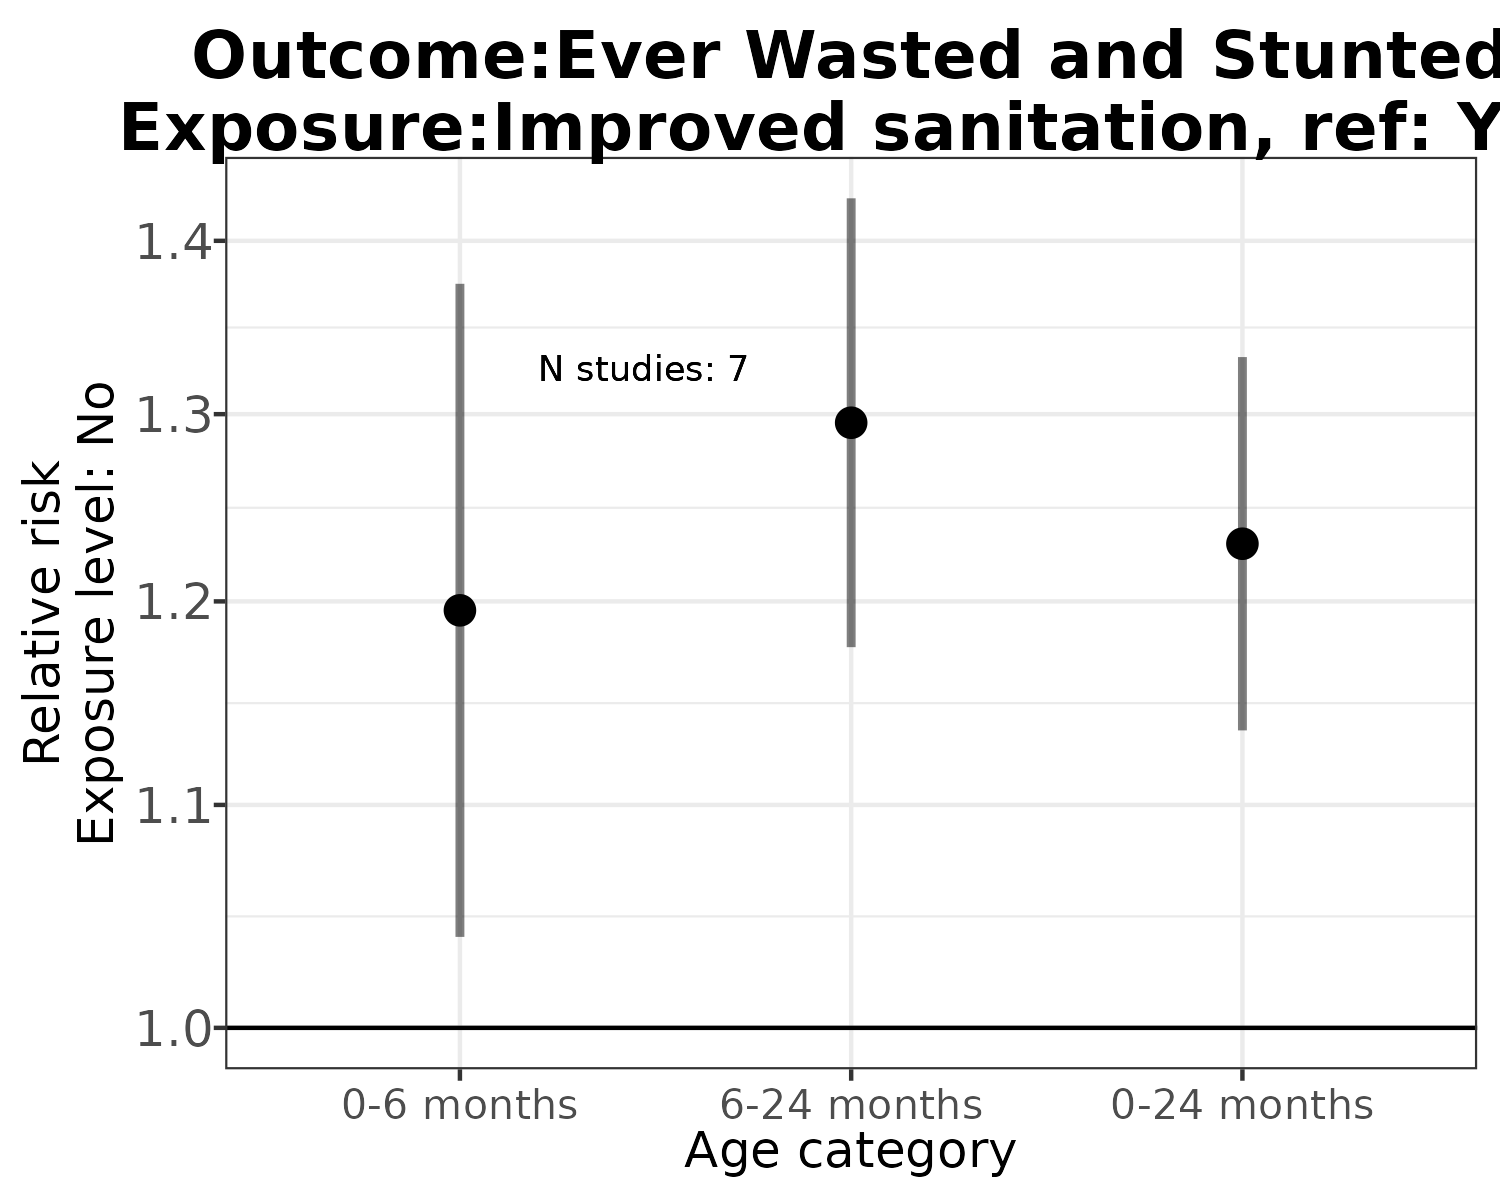 Outcome:Ever Wasted and Stunted
Exposure:Improved sanitation, ref: Y
1.4
1.3
1.2
1.1
1.0
Relative risk
Exposure level: No
N studies: 7
0-6 months
6-24 months
0-24 months
Age category